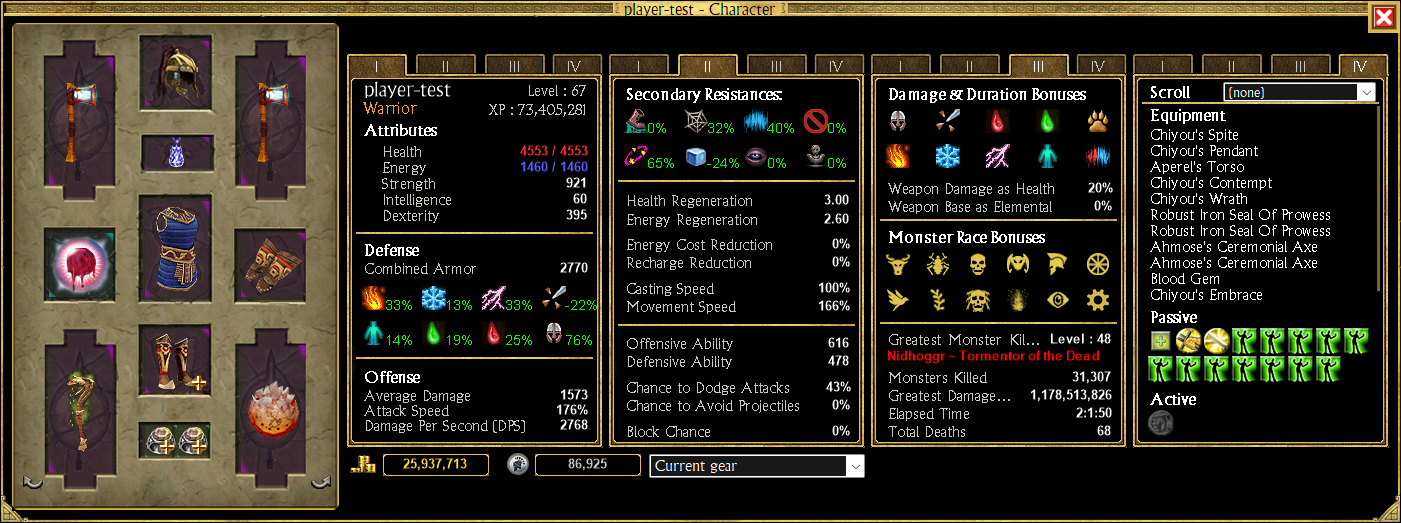 player-test - Character
I II III IV
player-test Level : 67
Warrior XP : 73,405,281
Attributes
Health 4553 / 4553
Energy 1460 / 1460
Strength 921
Intelligence 60
Dexterity 395
Defense
Combined Armor 2770
33% 13% 33% -22%
14% 19% 25% 76%
Offense
Average Damage 1573
Attack Speed 176%
Damage Per Second [DPS] 2768
I II III IV
Secondary Resistances:
0% 32% 40% 0%
65% -24% 0% 0%
Health Regeneration 3.00
Energy Regeneration 2.60
Energy Cost Reduction 0%
Recharge Reduction 0%
Casting Speed 100%
Movement Speed 166%
Offensive Ability 616
Defensive Ability 478
Chance to Dodge Attacks 43%
Chance to Avoid Projectiles 0%
Block Chance 0%
I II III IV
Damage & Duration Bonuses
Weapon Damage as Health 20%
Weapon Base as Elemental 0%
Monster Race Bonuses
Greatest Monster Kil... Level : 48
Nidhoggr ~ Tormentor of the Dead
Monsters Killed 31,307
Greatest Damage... 1,178,513,826
Elapsed Time 2:1:50
Total Deaths 68
I II III IV
Scroll (none)
Equipment
Chiyou's Spite
Chiyou's Pendant
Aperel's Torso
Chiyou's Contempt
Chiyou's Wrath
Robust Iron Seal Of Prowess
Robust Iron Seal Of Prowess
Ahmose's Ceremonial Axe
Ahmose's Ceremonial Axe
Blood Gem
Chiyou's Embrace
Passive
Active
25,937,713 86,925 Current gear